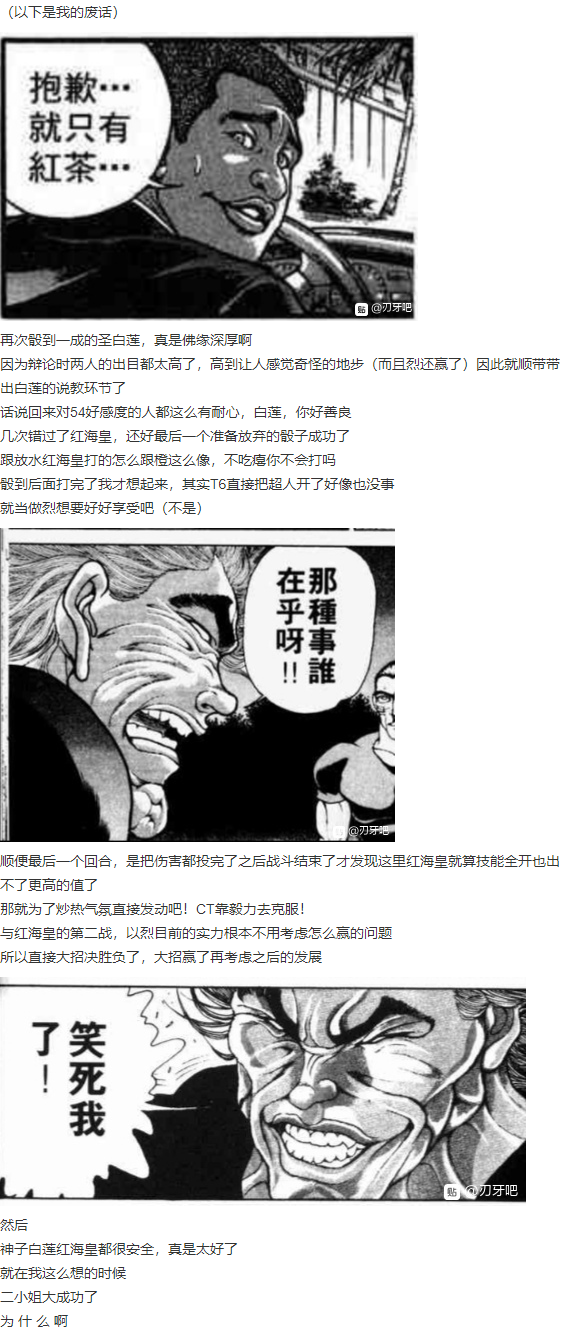 （以下是我的废话）
抱歉…
就只有
紅茶…
贴 @刃牙吧
再次骰到一成的圣白莲，真是佛缘深厚啊
因为辩论时两人的出目都太高了，高到让人感觉奇怪的地步（而且烈还赢了）因此就顺带带
出白莲的说教环节了
话说回来对54好感度的人都这么有耐心，白莲，你好善良
几次错过了红海皇，还好最后一个准备放弃的骰子成功了
跟放水红海皇打的怎么跟橙这么像，不吃瘪你不会打吗
骰到后面打完了我才想起来，其实T6直接把超人开了好像也没事
就当做烈想要好好享受吧（不是）
那種事誰
在乎呀!!
贴 @刃牙吧
顺便最后一个回合，是把伤害都投完了之后战斗结束了才发现这里红海皇就算技能全开也出
不了更高的值了
那就为了炒热气氛直接发动吧！CT靠毅力去克服！
与红海皇的第二战，以烈目前的实力根本不用考虑怎么赢的问题
所以直接大招决胜负了，大招赢了再考虑之后的发展
笑死我
了！
贴 @刃牙吧
然后
神子白莲红海皇都很安全，真是太好了
就在我这么想的时候
二小姐大成功了
为 什 么 啊